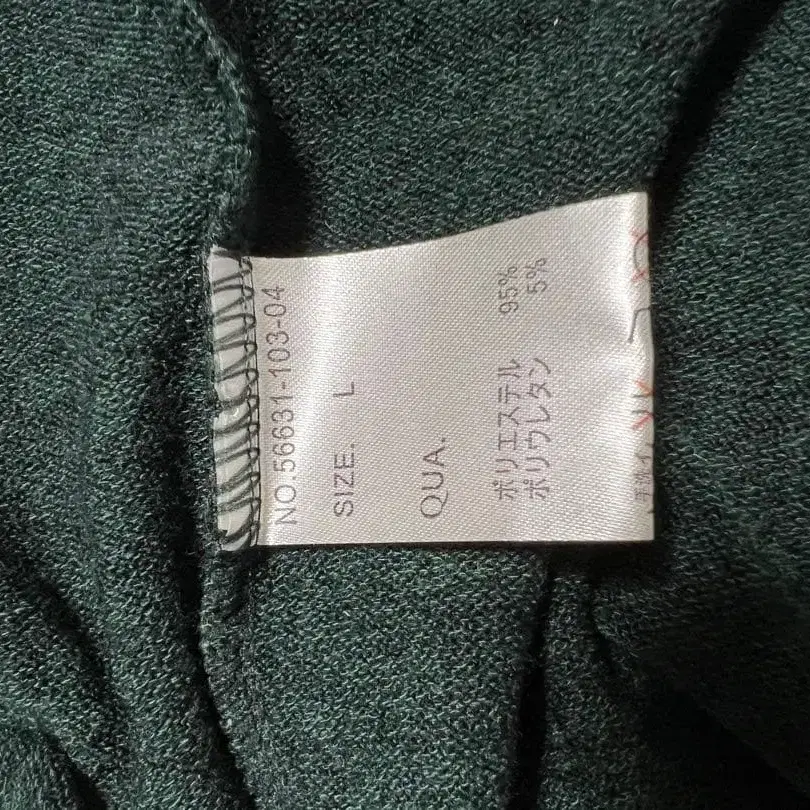 NO.56631-103-04
SIZE. L
QUA.
ポリエステル 95%
ポリウレタン 5%